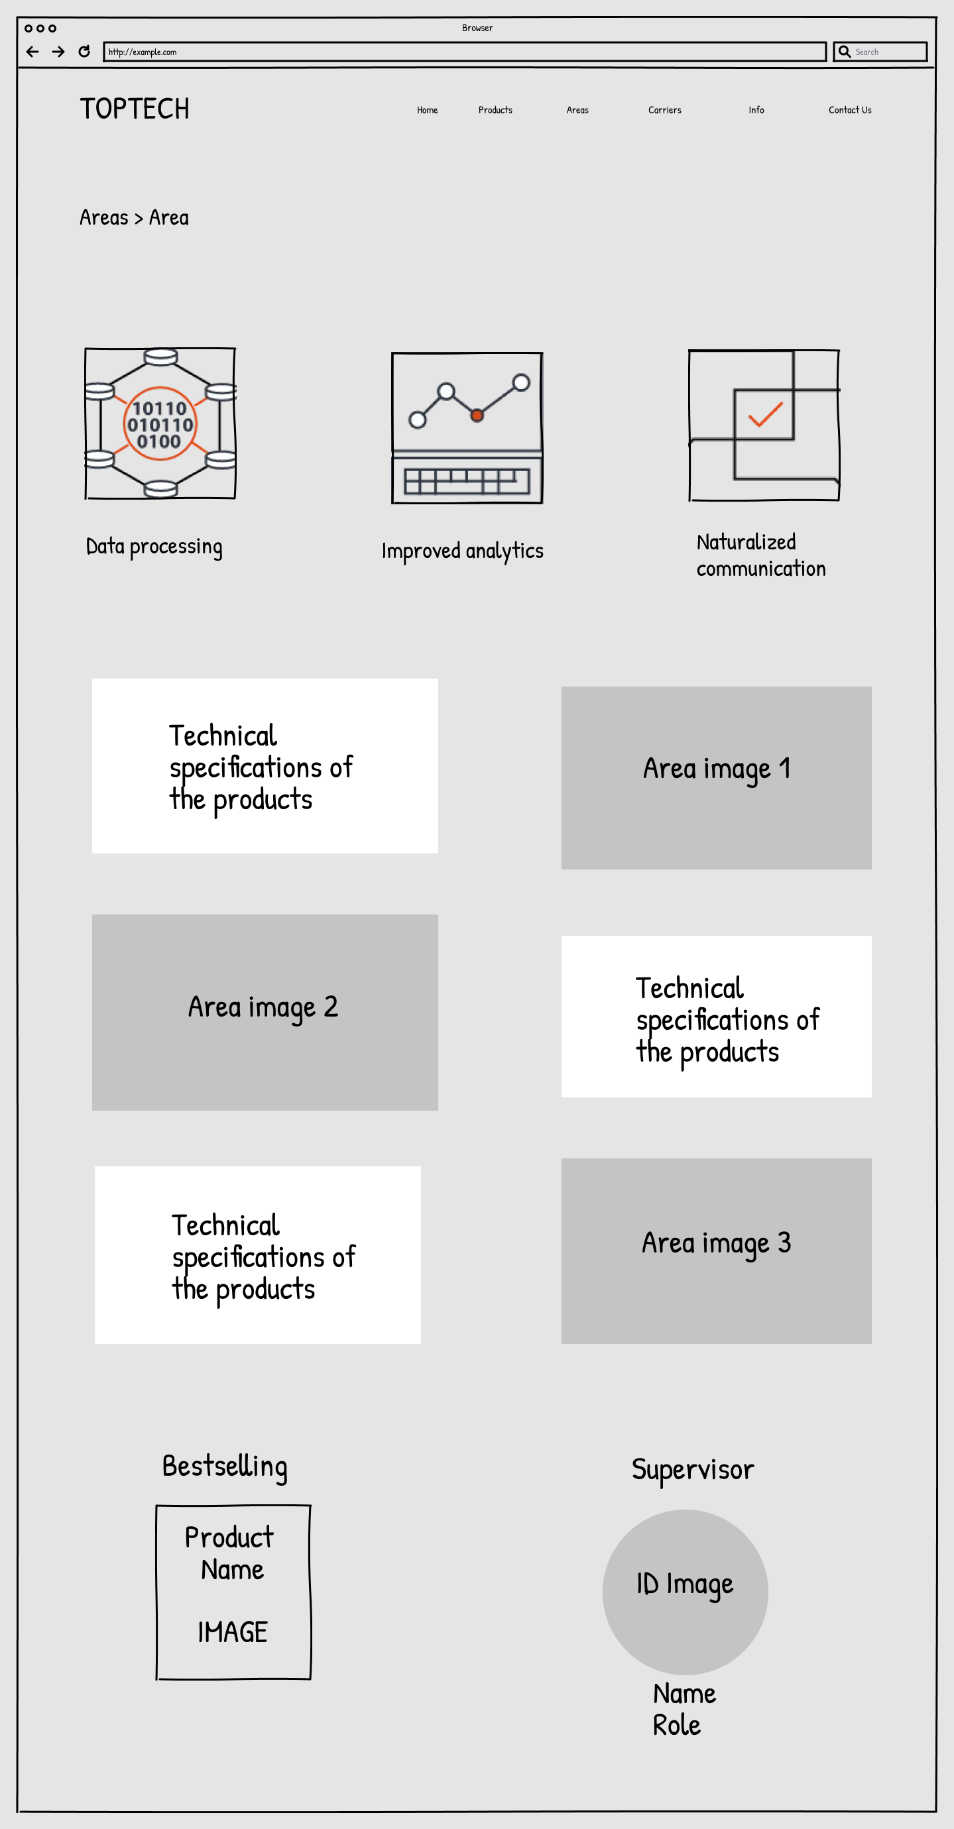 Browser
http://example.com
Search
TOPTECH
Home Products Areas Carriers Info Contact Us
Areas > Area
10110
010110
0100
Data processing
Improved analytics
Naturalized
communication
Technical
specifications of
the products
Area image 1
Area image 2
Technical
specifications of
the products
Technical
specifications of
the products
Area image 3
Bestselling
Product
Name
IMAGE
Supervisor
ID Image
Name
Role